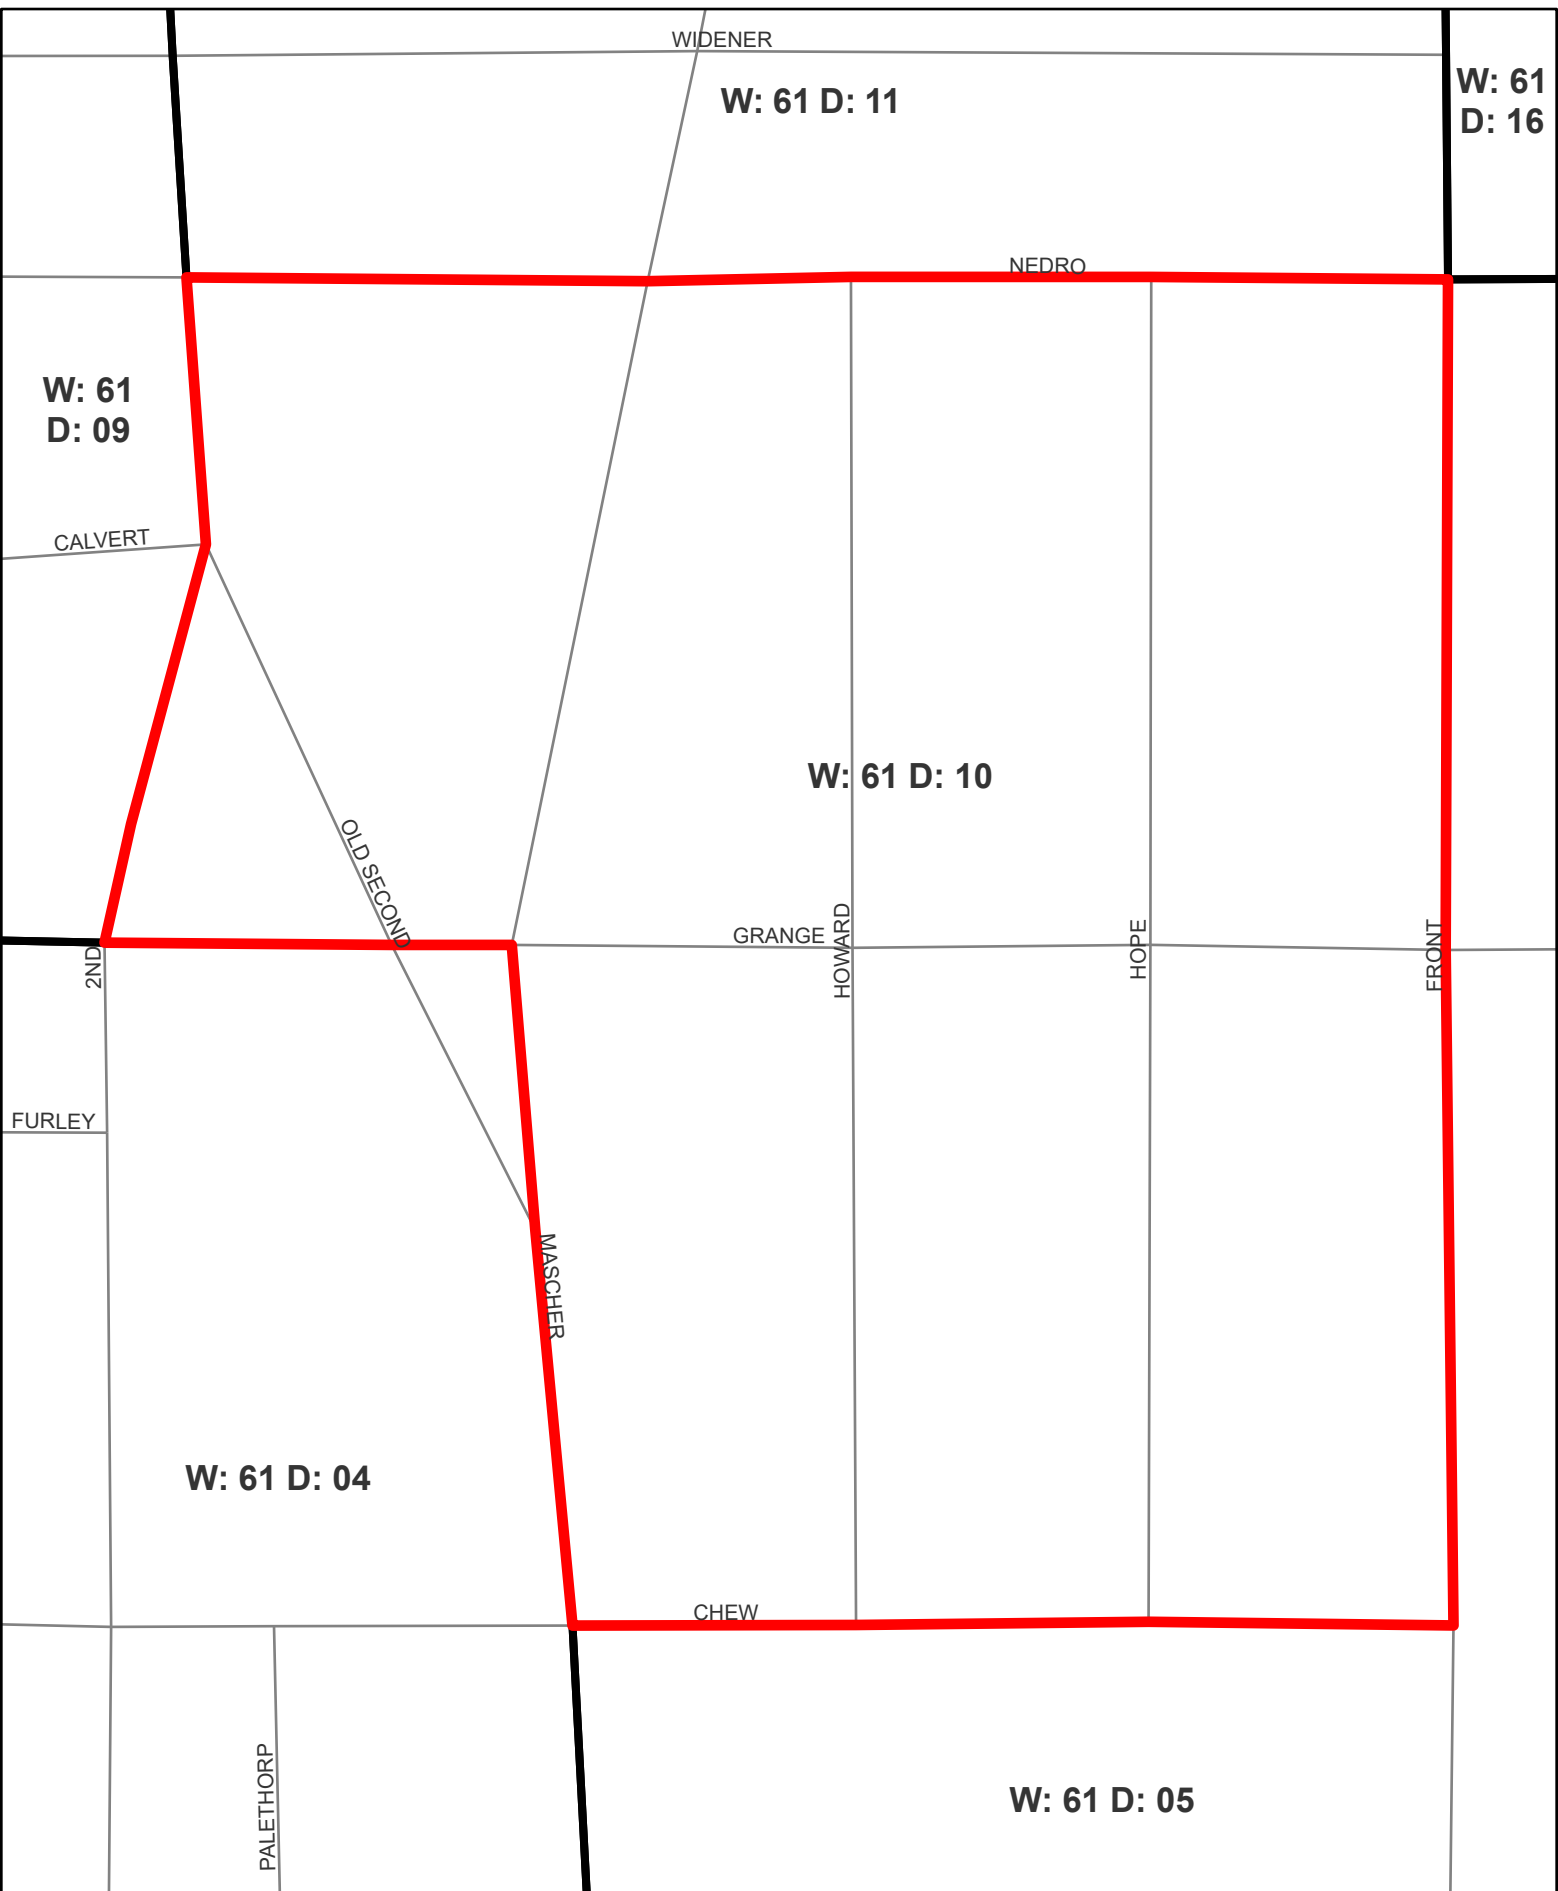 WIDENER
W: 61 D: 11
W: 61
D: 16
NEDRO
W: 61
D: 09
CALVERT
W: 61 D: 10
OLD SECOND
GRANGE
HOWARD
HOPE
FRONT
2ND
FURLEY
MASCHER
W: 61 D: 04
CHEW
PALETHORP
W: 61 D: 05